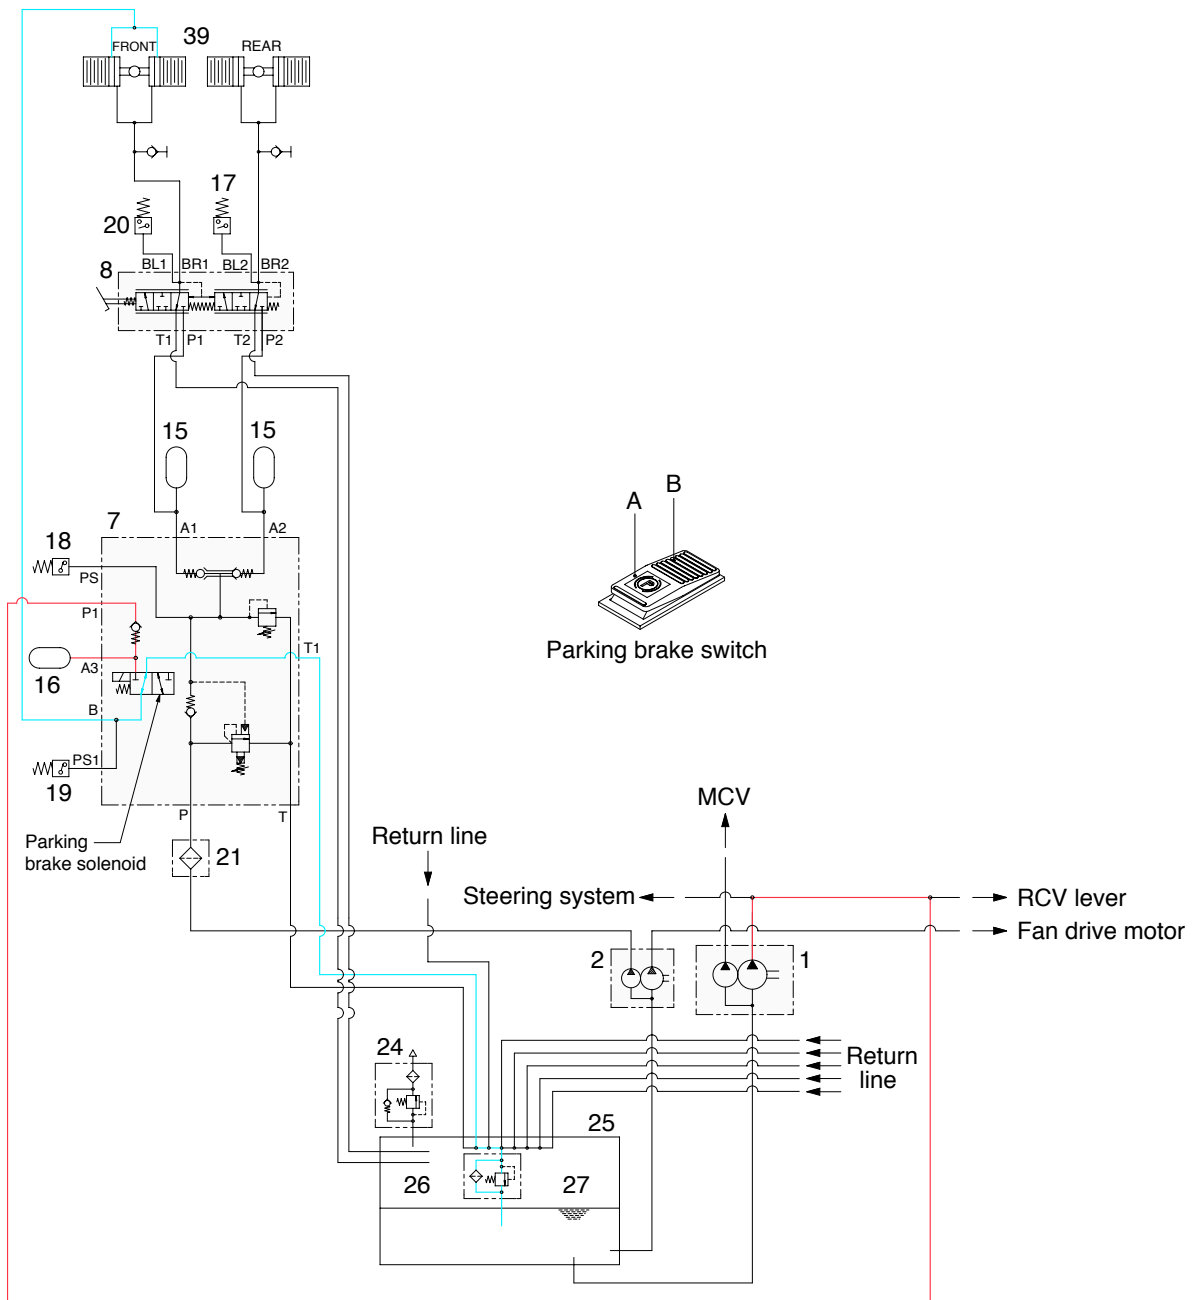 39
FRONT
REAR
17
20
8
BL1
BR1
BL2
BR2
T1
P1
T2
P2
15
15
A
B
7
A1
A2
18
PS
P1
T1
A3
16
B
PS1
19
Parking brake switch
P
T
MCV
Parking
brake solenoid
21
Return line
Steering system
RCV lever
Fan drive motor
2
1
24
Return
line
25
26
27